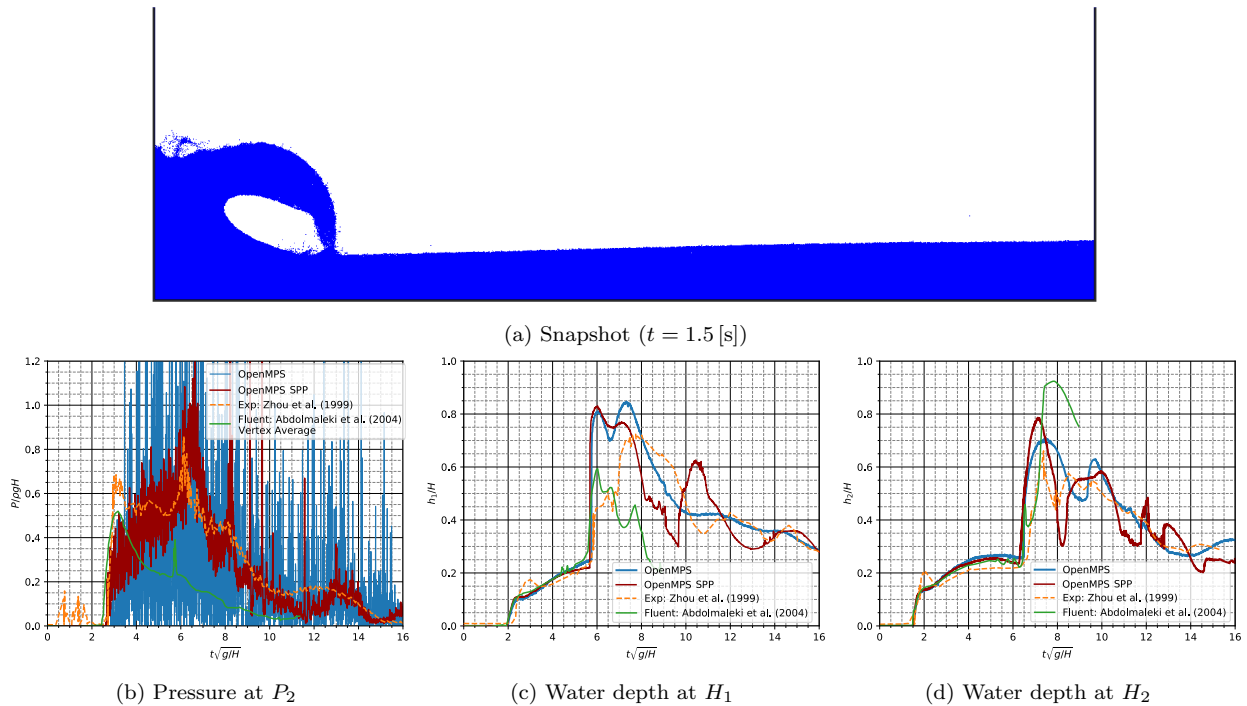 (a) Snapshot (t = 1.5 [s])
1.2
1.0
0.8
0.6
0.4
0.2
0.0
P/ρgH
OpenMPS
OpenMPS SPP
Exp: Zhou et al. (1999)
Fluent: Abdolmaleki et al. (2004)
Vertex Average
0 2 4 6 8 10 12 14 16
t√g/H
(b) Pressure at P₂
1.0
0.8
0.6
0.4
0.2
0.0
h₁/H
OpenMPS
OpenMPS SPP
Exp: Zhou et al. (1999)
Fluent: Abdolmaleki et al. (2004)
0 2 4 6 8 10 12 14 16
t√g/H
(c) Water depth at H₁
1.0
0.8
0.6
0.4
0.2
0.0
h₂/H
OpenMPS
OpenMPS SPP
Exp: Zhou et al. (1999)
Fluent: Abdolmaleki et al. (2004)
0 2 4 6 8 10 12 14 16
t√g/H
(d) Water depth at H₂